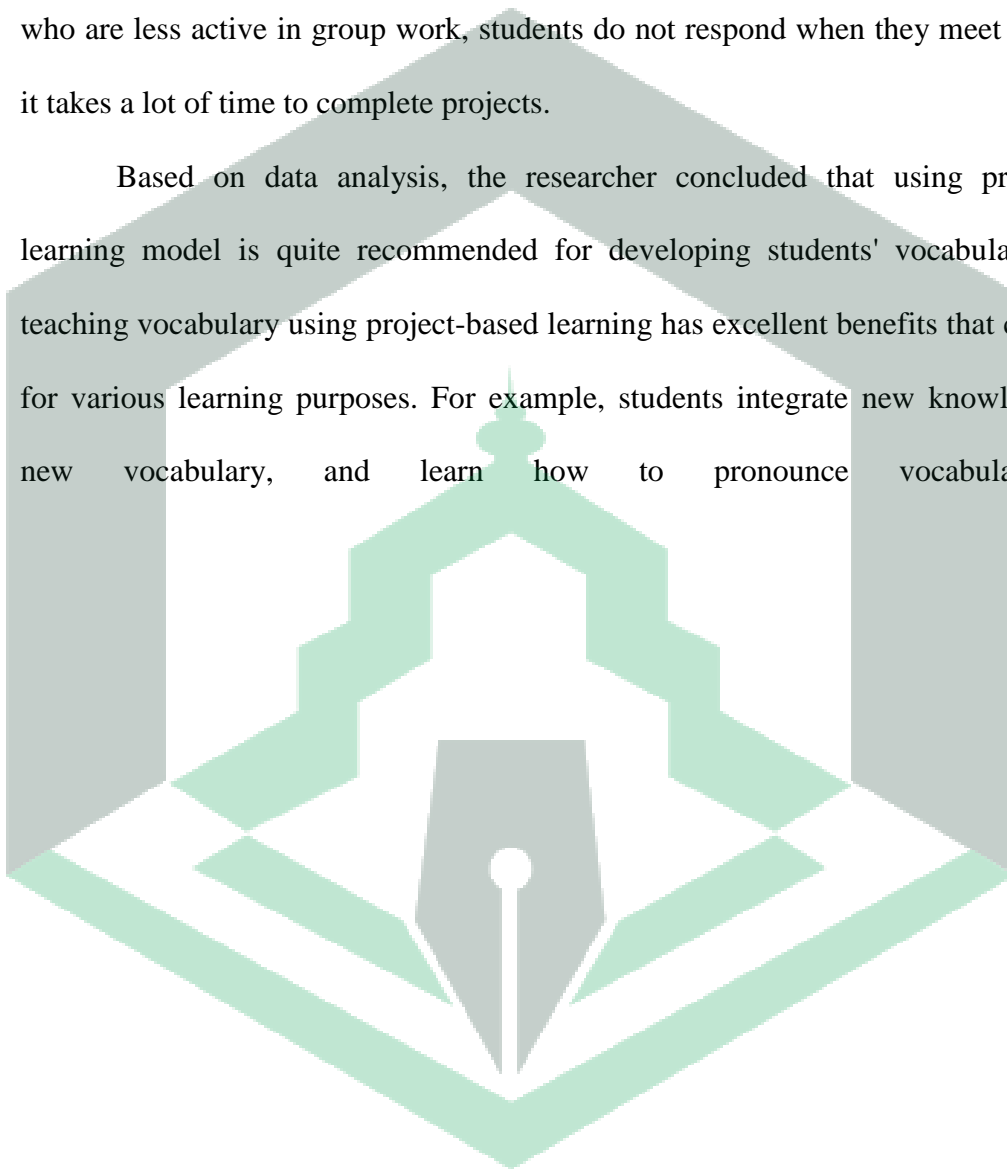 who are less active in group work, students do not respond when they meet
it takes a lot of time to complete projects.
Based on data analysis, the researcher concluded that using
learning model is quite recommended for developing students'
teaching vocabulary using project-based learning has excellent benefits that
for various learning purposes. For example, students integrate new
new vocabulary, and learn how to pronounce